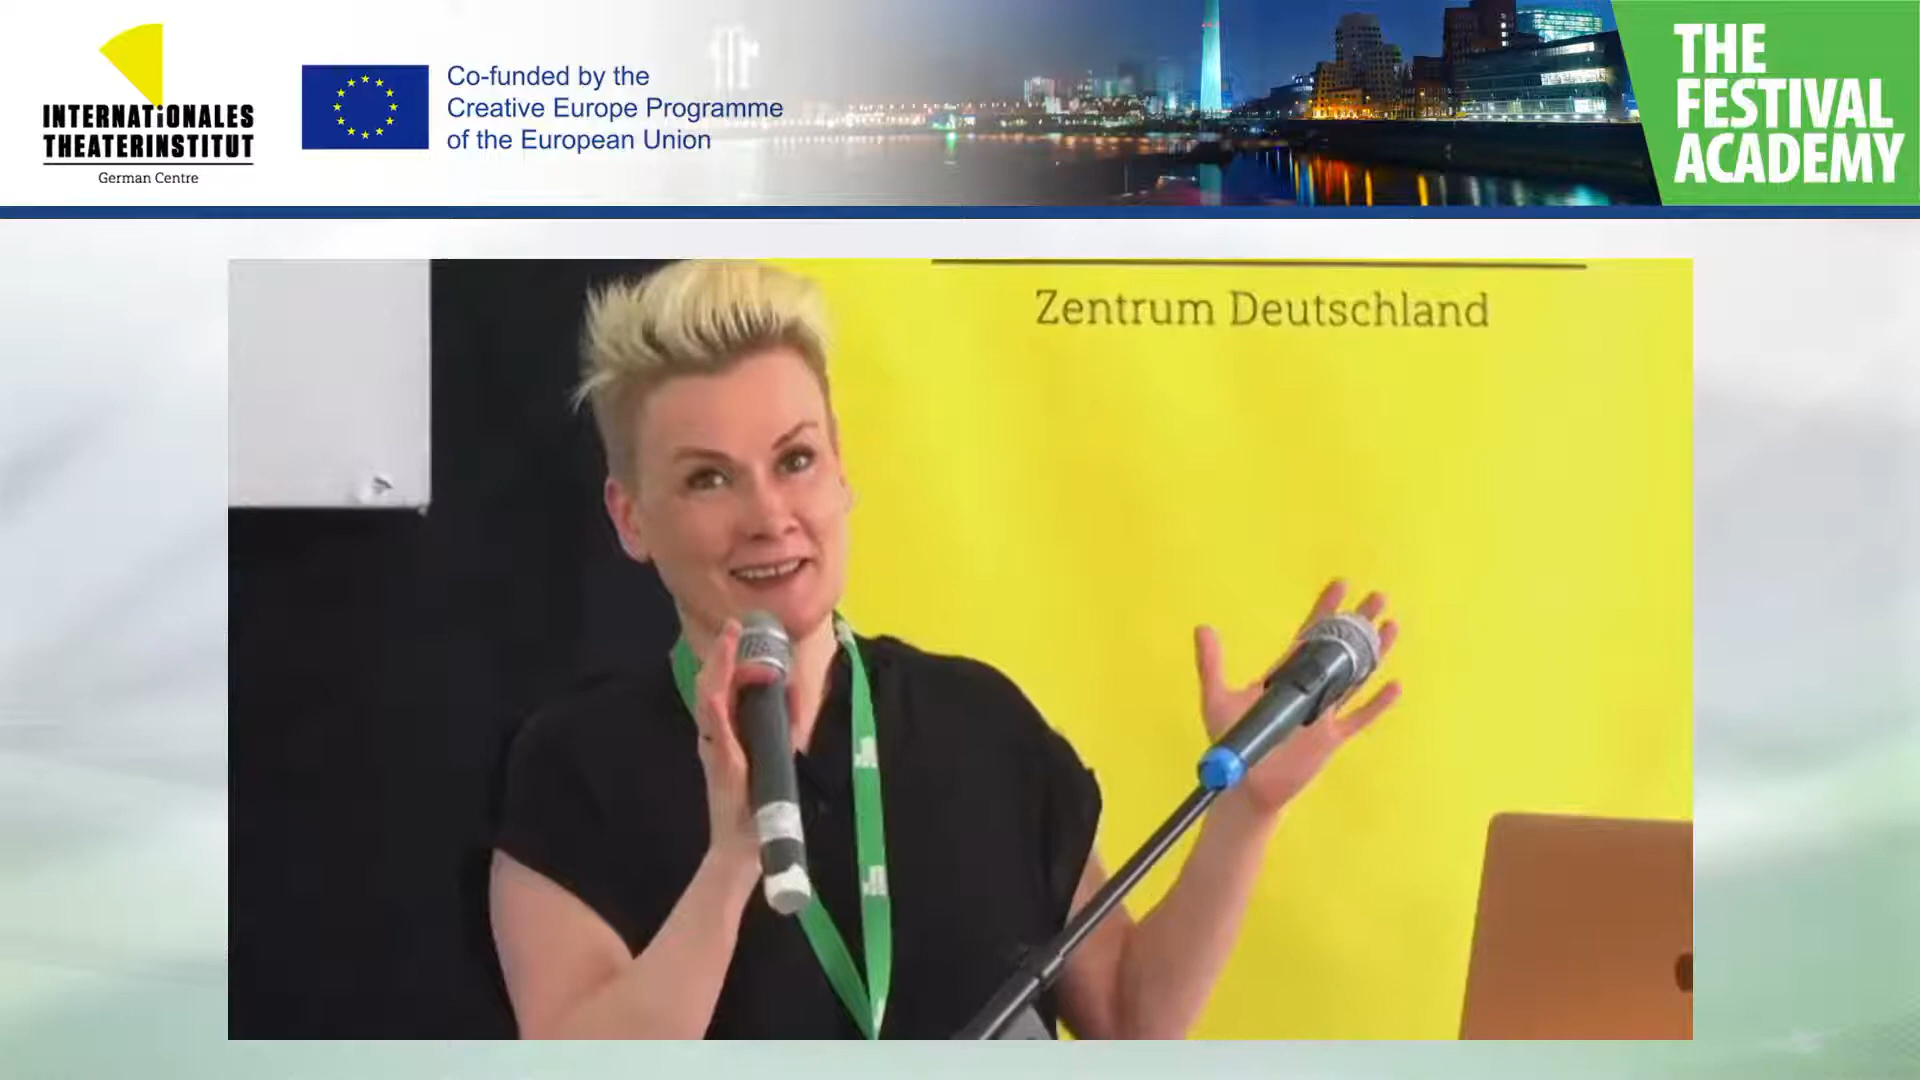 INTERNATiONALES
THEATERINSTITUT
German Centre
Co-funded by the
Creative Europe Programme
of the European Union
THE
FESTIVAL
ACADEMY
Zentrum Deutschland